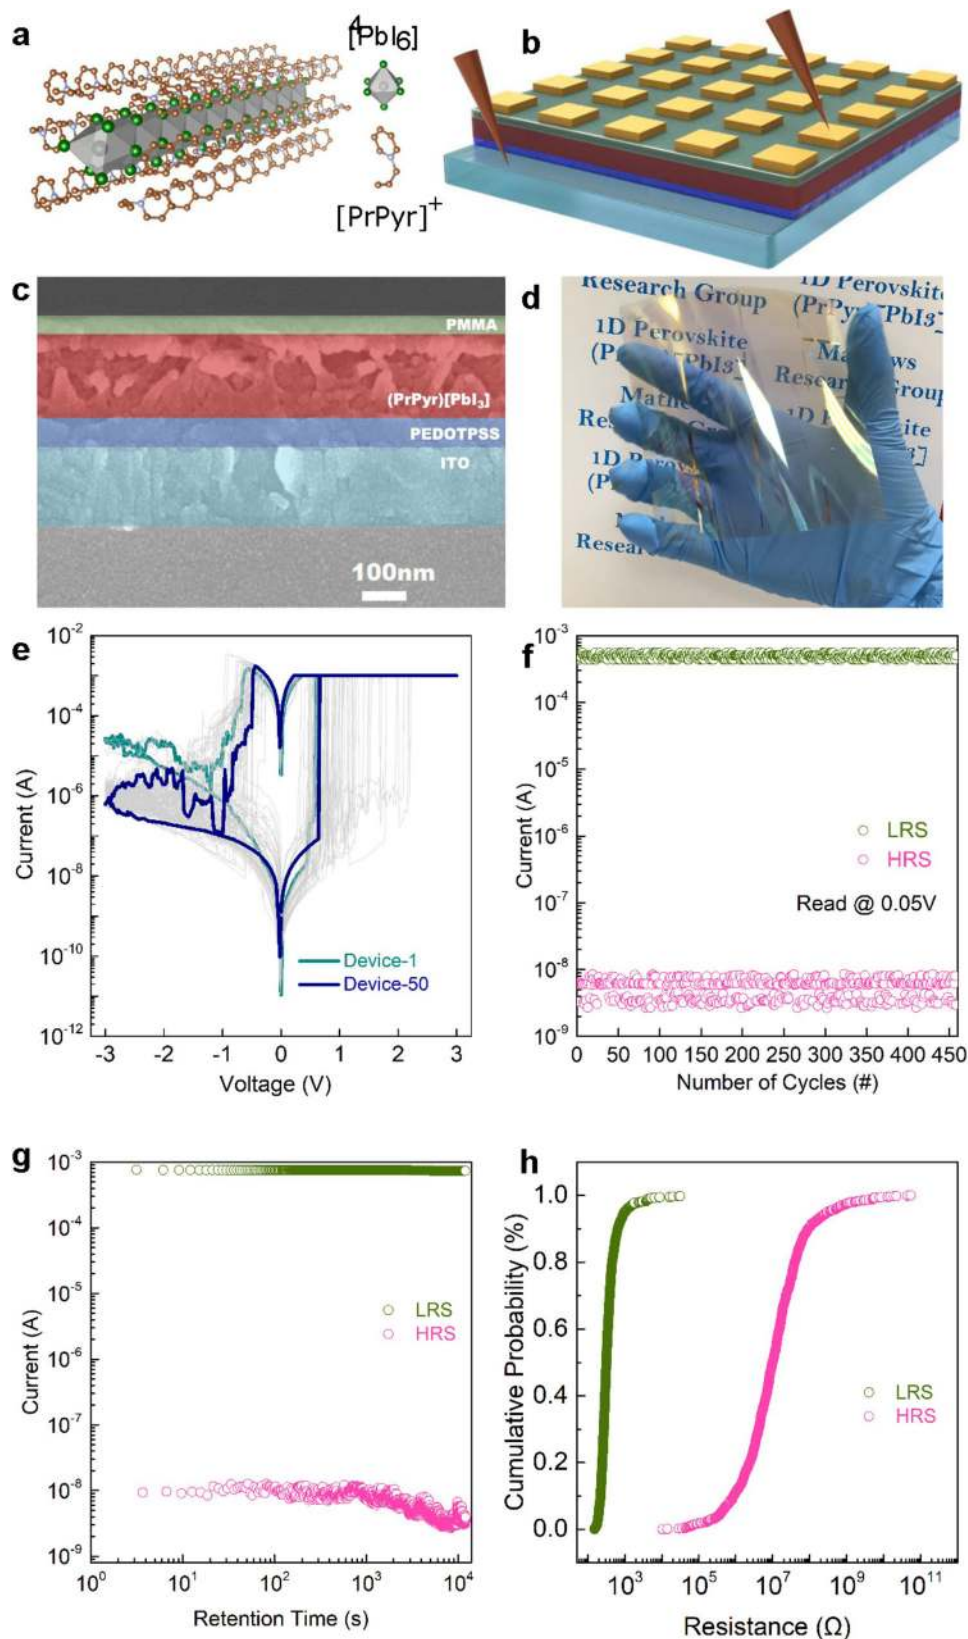 a
4
[PbI6]
[PrPyr]+
b
c
PMMA
(PrPyr)[PbI₃]
PEDOTPSS
ITO
100nm
d
Research Group
1D Perovskite
(PrPyr)[PbI3]
1D Perovskite
PbI3]
Research Group
1D Perovskite
I3]
1D
Research
e
10⁻²
10⁻⁴
10⁻⁶
10⁻⁸
10⁻¹⁰
10⁻¹²
Current (A)
Device-1
Device-50
-3 -2 -1 0 1 2 3
Voltage (V)
f
10⁻³
10⁻⁴
10⁻⁵
10⁻⁶
10⁻⁷
10⁻⁸
10⁻⁹
Current (A)
LRS
HRS
Read @ 0.05V
0 50 100 150 200 250 300 350 400 450
Number of Cycles (#)
g
10⁻³
10⁻⁴
10⁻⁵
10⁻⁶
10⁻⁷
10⁻⁸
10⁻⁹
Current (A)
LRS
HRS
10⁰ 10¹ 10² 10³ 10⁴
Retention Time (s)
h
1.0
0.8
0.6
0.4
0.2
0.0
Cumulative Probability (%)
LRS
HRS
10³ 10⁵ 10⁷ 10⁹ 10¹¹
Resistance (Ω)